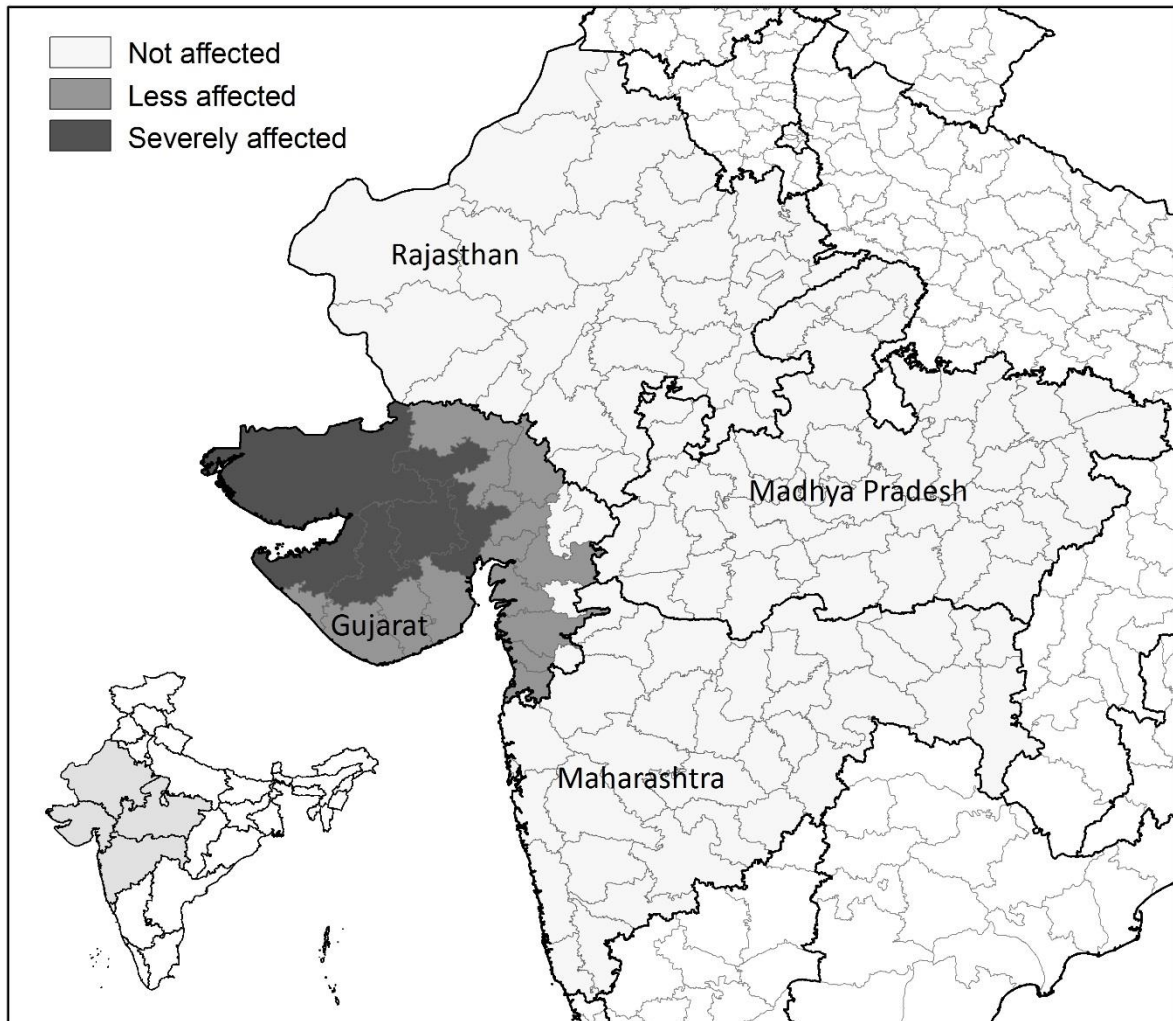 Not affected
Less affected
Severely affected
Rajasthan
Madhya Pradesh
Gujarat
Maharashtra